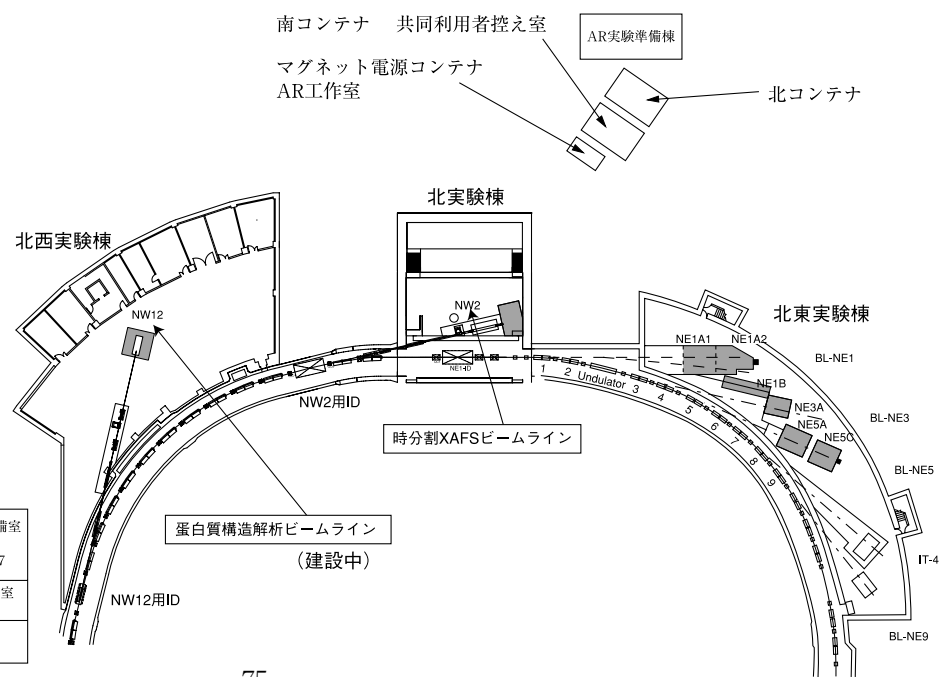 南コンテナ 共同利用者控え室
AR実験準備棟
マグネット電源コンテナ
AR工作室
北コンテナ
北実験棟
北西実験棟
北東実験棟
NW12
NW2
NE1-ID
NE1A1 NE1A2
BL-NE1
NE1B
NE3A
BL-NE3
NE5A
NE5C
BL-NE5
1 2 Undulator 3 4 5 6 7 8 9
NW2用ID
時分割XAFSビームライン
蛋白質構造解析ビームライン
(建設中)
NW12用ID
IT-4
BL-NE9
備室
7
室